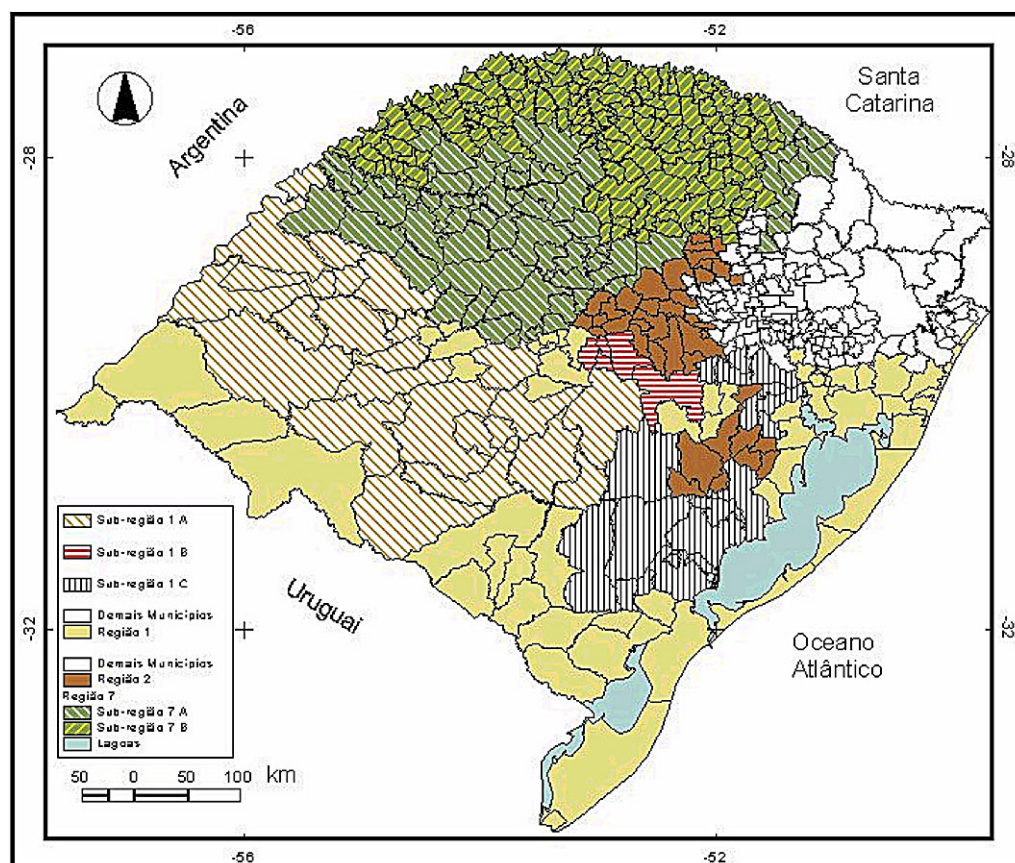 -56
-52
Santa
Catarina
Argentina
-28
-28
Sub-região 1 A
Sub-região 1 B
Sub-região 1 C
Demais Municípios
Região 1
Demais Municípios
Região 2
Região 7
Sub-região 7 A
Sub-região 7 B
Lagoas
Uruguai
-32
-32
Oceano
Atlântico
50 0 50 100 km
-56
-52